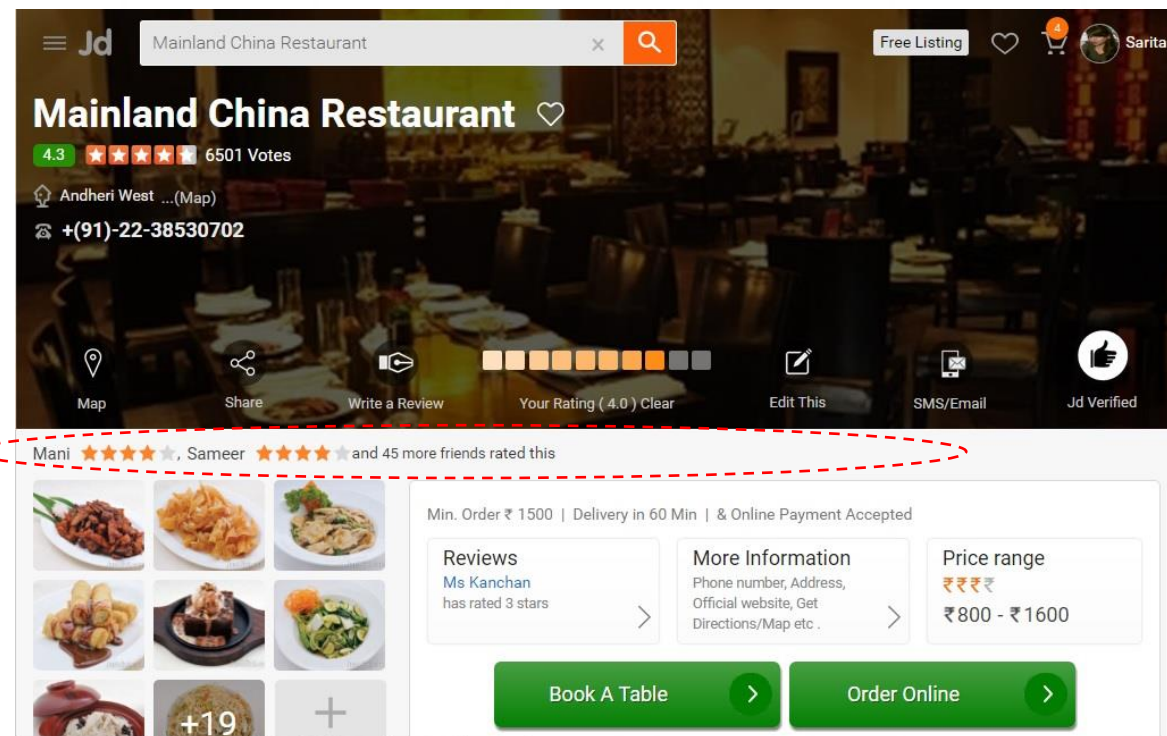 Jd
Mainland China Restaurant ×
Free Listing
4
Sarita
Mainland China Restaurant
4.3 6501 Votes
Andheri West ...(Map)
+(91)-22-38530702
Map
Share
Write a Review
Your Rating ( 4.0 ) Clear
Edit This
SMS/Email
Jd Verified
Mani ★★★★★, Sameer ★★★★★ and 45 more friends rated this
Min. Order ₹ 1500 | Delivery in 60 Min | & Online Payment Accepted
Reviews
Ms Kanchan
has rated 3 stars
More Information
Phone number, Address,
Official website, Get
Directions/Map etc .
Price range
₹₹₹₹
₹800 - ₹1600
+19
+
Book A Table
Order Online